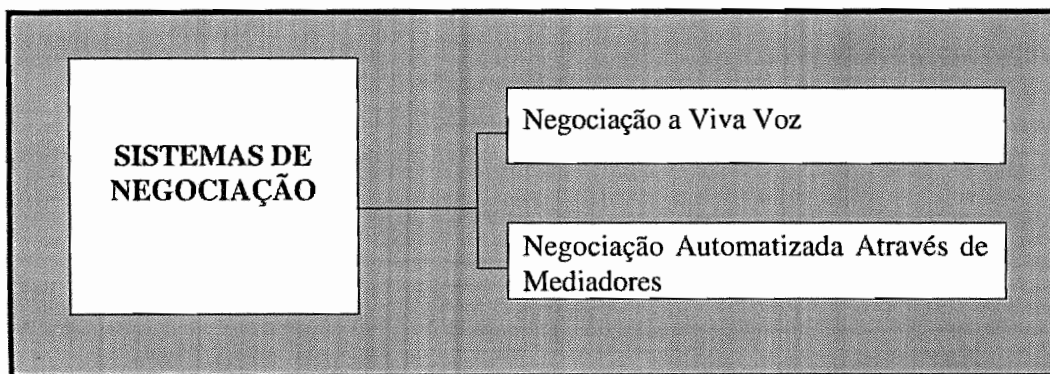 SISTEMAS DE
NEGOCIAÇÃO
Negociação a Viva Voz
Negociação Automatizada Através de
Mediadores